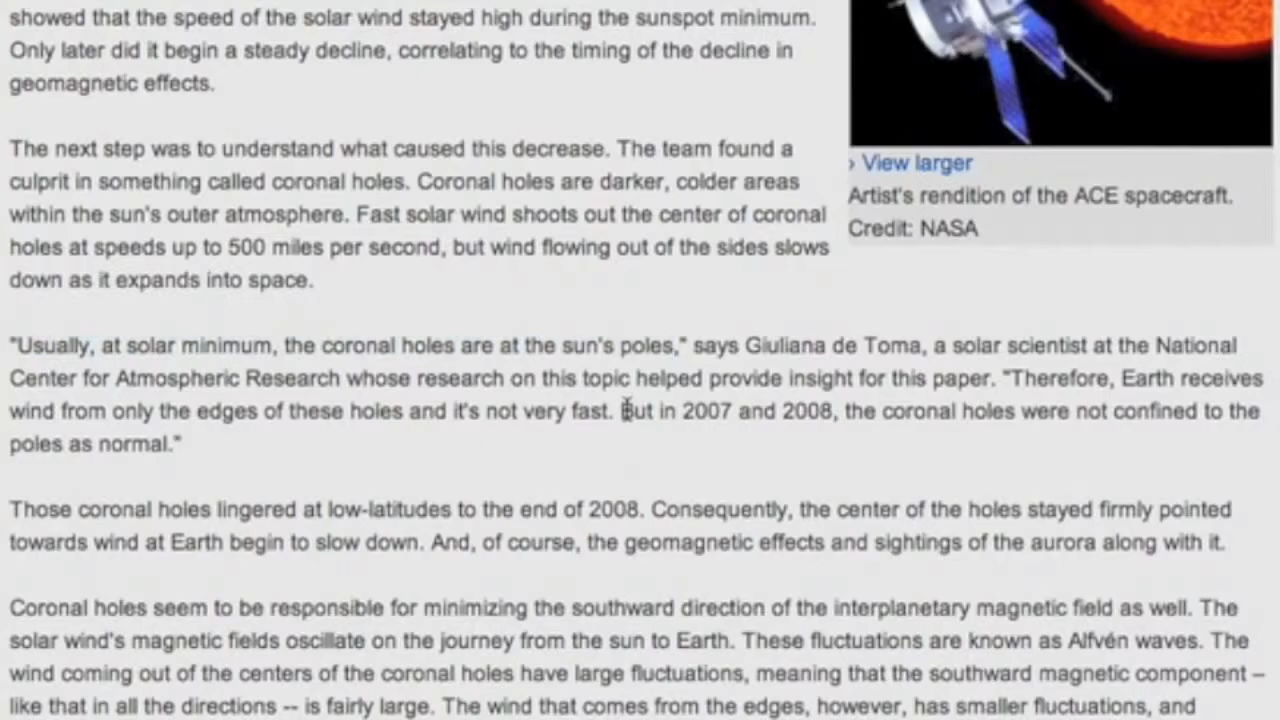 showed that the speed of the solar wind stayed high during the sunspot minimum.
Only later did it begin a steady decline, correlating to the timing of the decline in
geomagnetic effects.
The next step was to understand what caused this decrease. The team found a
culprit in something called coronal holes. Coronal holes are darker, colder areas
within the sun's outer atmosphere. Fast solar wind shoots out the center of coronal
holes at speeds up to 500 miles per second, but wind flowing out of the sides slows
down as it expands into space.
› View larger
Artist's rendition of the ACE spacecraft.
Credit: NASA
"Usually, at solar minimum, the coronal holes are at the sun's poles," says Giuliana de Toma, a solar scientist at the National
Center for Atmospheric Research whose research on this topic helped provide insight for this paper. "Therefore, Earth receives
wind from only the edges of these holes and it's not very fast. But in 2007 and 2008, the coronal holes were not confined to the
poles as normal."
Those coronal holes lingered at low-latitudes to the end of 2008. Consequently, the center of the holes stayed firmly pointed
towards wind at Earth begin to slow down. And, of course, the geomagnetic effects and sightings of the aurora along with it.
Coronal holes seem to be responsible for minimizing the southward direction of the interplanetary magnetic field as well. The
solar wind's magnetic fields oscillate on the journey from the sun to Earth. These fluctuations are known as Alfvén waves. The
wind coming out of the centers of the coronal holes have large fluctuations, meaning that the southward magnetic component –
like that in all the directions -- is fairly large. The wind that comes from the edges, however, has smaller fluctuations, and